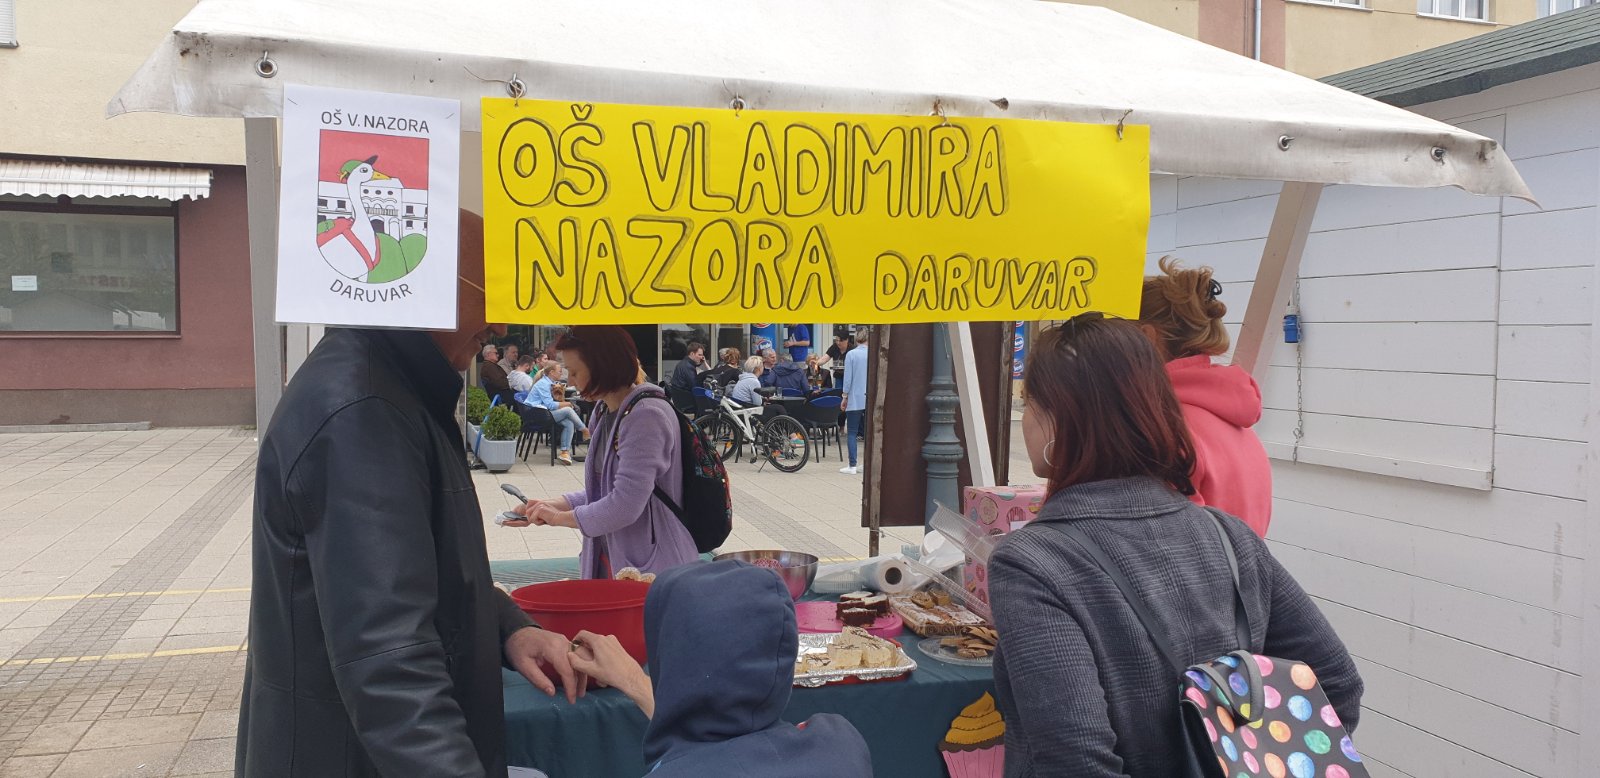 OŠ V. NAZORA
DARUVAR
OŠ VLADIMIRA
NAZORA DARUVAR